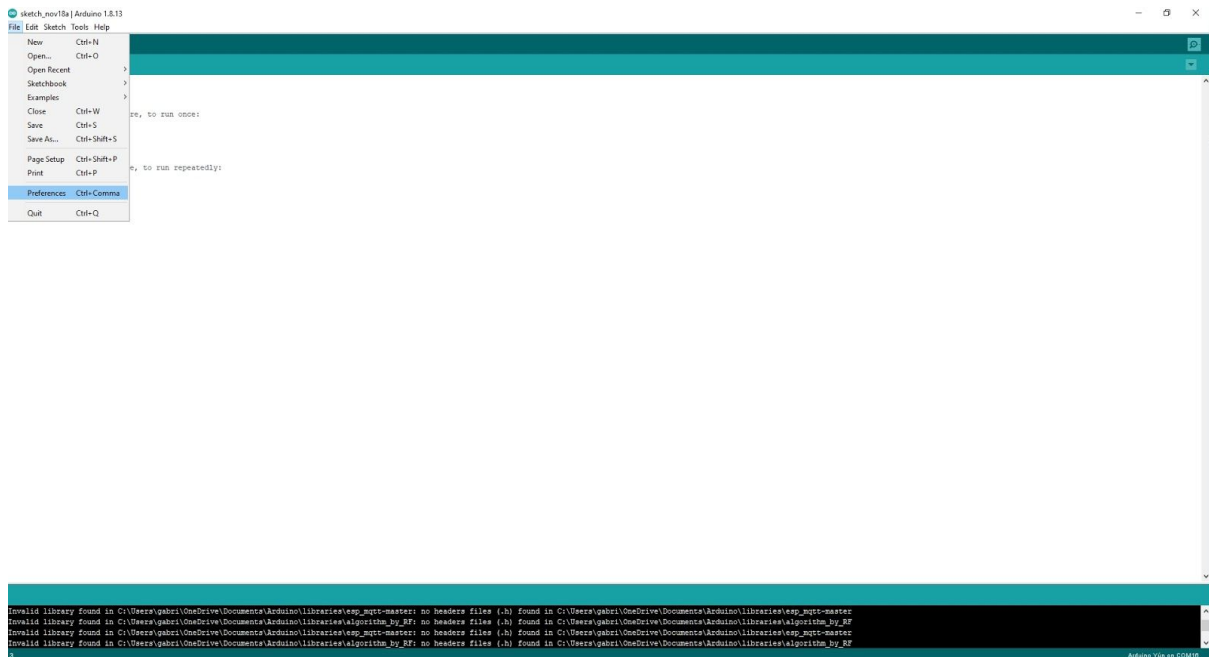 sketch_nov18a | Arduino 1.8.13
File Edit Sketch Tools Help
New Ctrl+N
Open... Ctrl+O
Open Recent
Sketchbook
Examples
Close Ctrl+W
Save Ctrl+S
Save As... Ctrl+Shift+S
Page Setup Ctrl+Shift+P
Print Ctrl+P
Preferences Ctrl+Comma
Quit Ctrl+Q
re, to run once:
e, to run repeatedly:
Invalid library found in C:\Users\gabri\OneDrive\Documents\Arduino\libraries\esp_mqtt-master: no headers files (.h) found in C:\Users\gabri\OneDrive\Documents\Arduino\libraries\esp_mqtt-master
Invalid library found in C:\Users\gabri\OneDrive\Documents\Arduino\libraries\algorithm_by_RF: no headers files (.h) found in C:\Users\gabri\OneDrive\Documents\Arduino\libraries\algorithm_by_RF
Invalid library found in C:\Users\gabri\OneDrive\Documents\Arduino\libraries\esp_mqtt-master: no headers files (.h) found in C:\Users\gabri\OneDrive\Documents\Arduino\libraries\esp_mqtt-master
Invalid library found in C:\Users\gabri\OneDrive\Documents\Arduino\libraries\algorithm_by_RF: no headers files (.h) found in C:\Users\gabri\OneDrive\Documents\Arduino\libraries\algorithm_by_RF
3 Arduino Yún en COM16